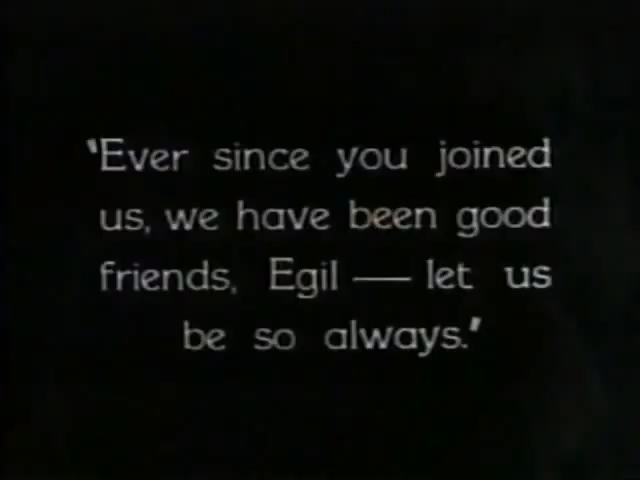 "Ever since you joined
us, we have been good
friends, Egil — let us
be so always."